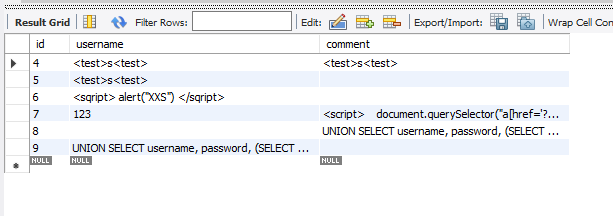 Result Grid Filter Rows: Edit: Export/Import: Wrap Cell Con
id username comment
4 <test>s<test> <test>s<test>
5 <test>s<test>
6 <sqript> alert("XXS") </sqript>
7 123 <script> document.querySelector("a[href='?...
8 UNION SELECT username, password, (SELECT ...
9 UNION SELECT username, password, (SELECT ...
NULL NULL NULL